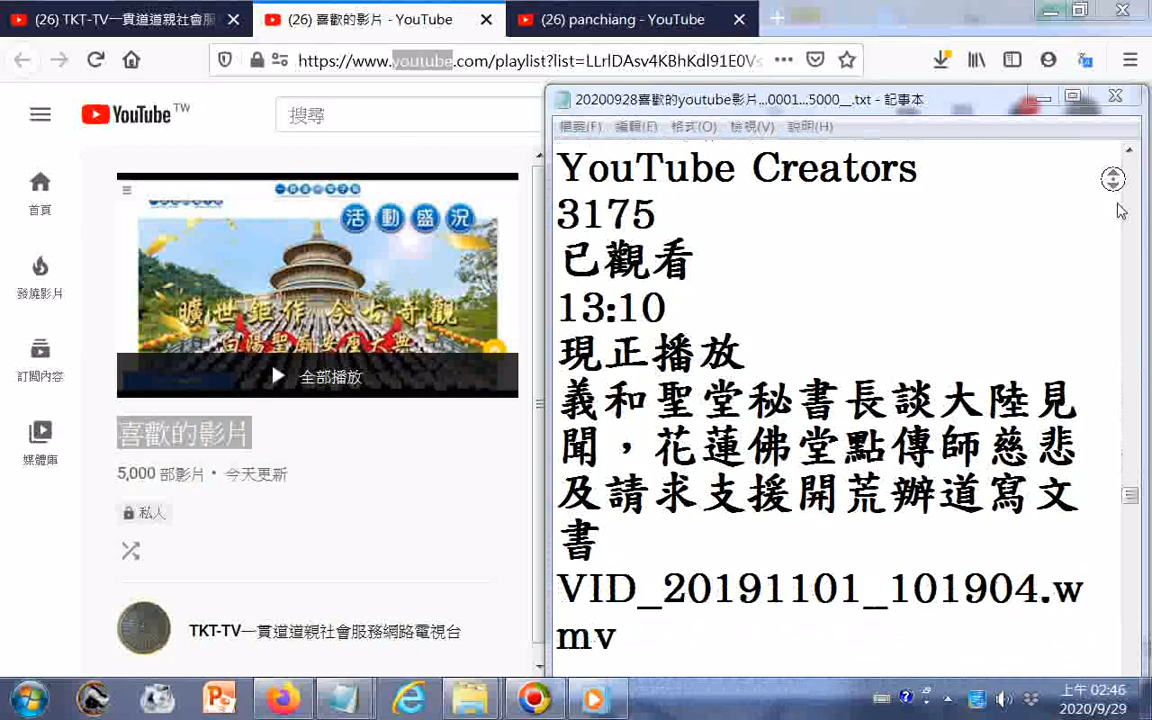 (26) TKT-TV一貫道道親社會服
(26) 喜歡的影片 - YouTube
(26) panchiang - YouTube
https://www.youtube.com/playlist?list=LLrlDAsv4KBhKdl91E0Vs
YouTube TW
搜尋
首頁
發燒影片
訂閱內容
媒體庫
活動盛況
曠世鉅作 今古奇觀
白陽聖廟安座大典
全部播放
喜歡的影片
5,000 部影片・今天更新
私人
TKT-TV一貫道道親社會服務網路電視台
20200928喜歡的youtube影片...0001...5000__.txt - 記事本
檔案(F) 編輯(E) 格式(O) 檢視(V) 說明(H)
YouTube Creators
3175
已觀看
13:10
現正播放
義和聖堂秘書長談大陸見
聞，花蓮佛堂點傳師慈悲
及請求支援開荒辦道寫文
書
VID_20191101_101904.w
mv
上午 02:46
2020/9/29